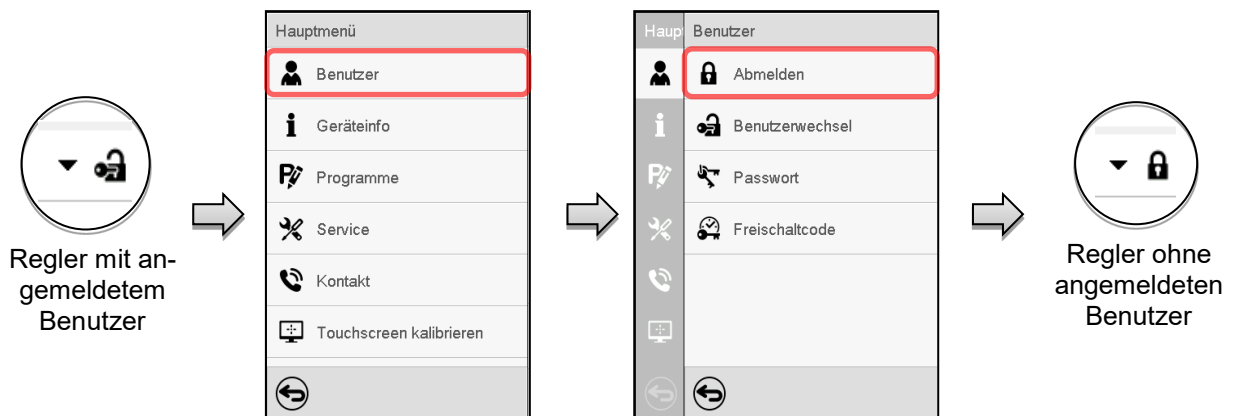 Regler mit an-
gemeldetem
Benutzer
Hauptmenü
Benutzer
Geräteinfo
Programme
Service
Kontakt
Touchscreen kalibrieren
Haup
Benutzer
Abmelden
Benutzerwechsel
Passwort
Freischaltcode
Regler ohne
angemeldeten
Benutzer